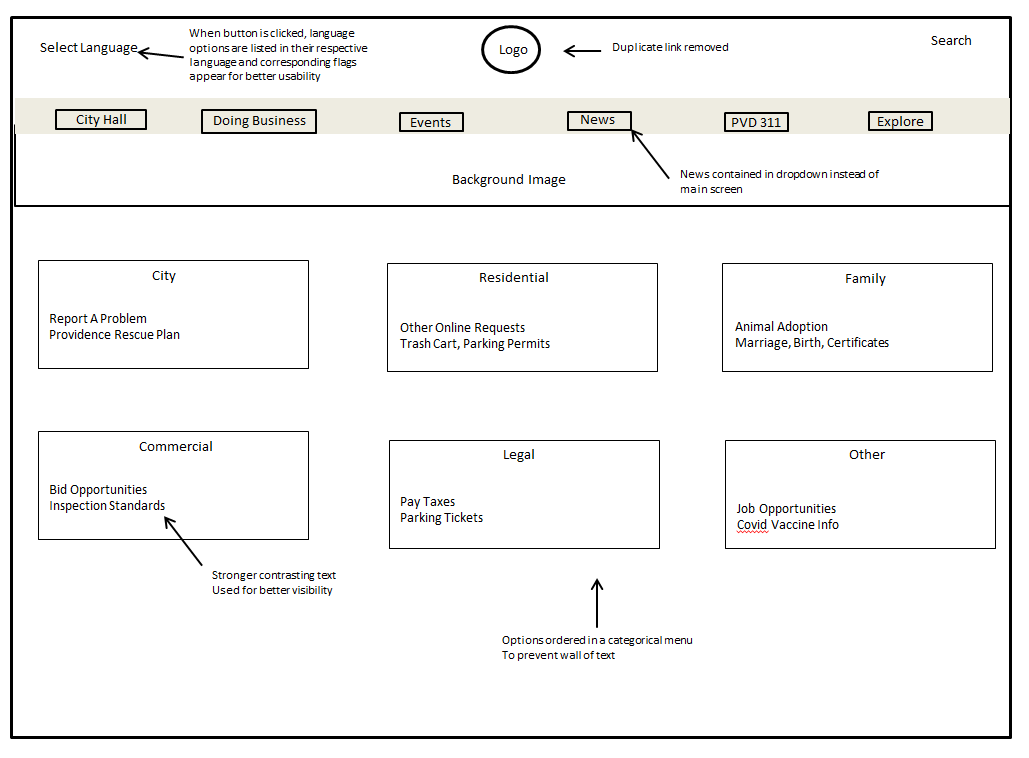 Select Language
When button is clicked, language
options are listed in their respective
language and corresponding flags
appear for better usability
Logo
Duplicate link removed
Search
City Hall
Doing Business
Events
News
PVD 311
Explore
Background Image
News contained in dropdown instead of
main screen
City
Report A Problem
Providence Rescue Plan
Residential
Other Online Requests
Trash Cart, Parking Permits
Family
Animal Adoption
Marriage, Birth, Certificates
Commercial
Bid Opportunities
Inspection Standards
Legal
Pay Taxes
Parking Tickets
Other
Job Opportunities
Covid Vaccine Info
Stronger contrasting text
Used for better visibility
Options ordered in a categorical menu
To prevent wall of text